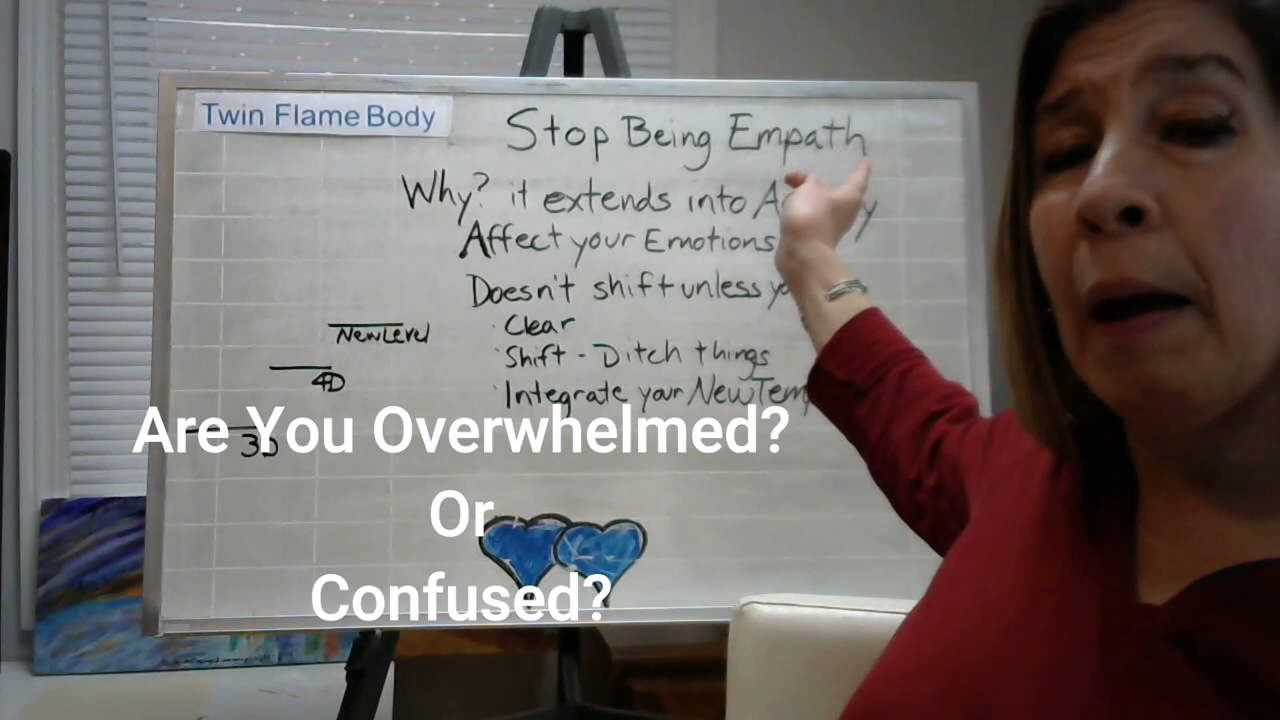 Twin Flame Body
Stop Being Empath
Why? it extends into
Affect your Emotions
Doesn't shift unless
· Clear
· Shift - Ditch things
· Integrate your New
New Level
4D
3D
Are You Overwhelmed?
Or
Confused?